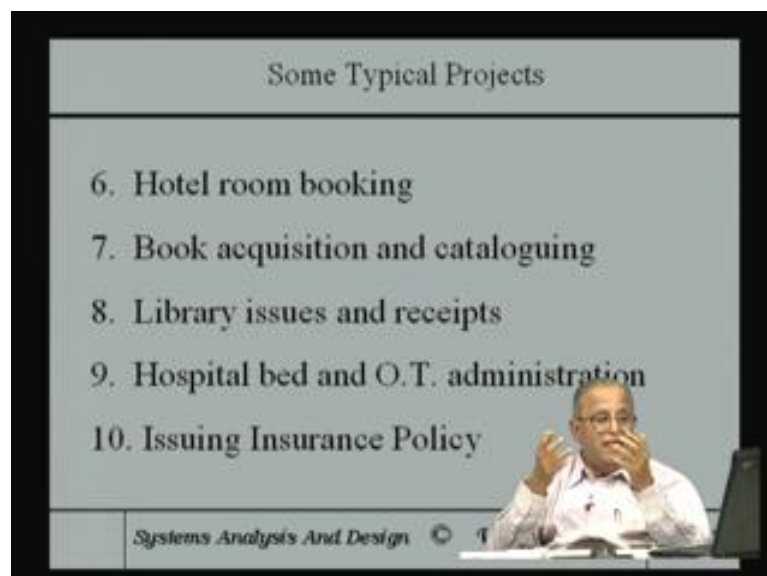 Some Typical Projects
6. Hotel room booking
7. Book acquisition and cataloguing
8. Library issues and receipts
9. Hospital bed and O.T. administration
10. Issuing Insurance Policy
Systems Analysis And Design ©